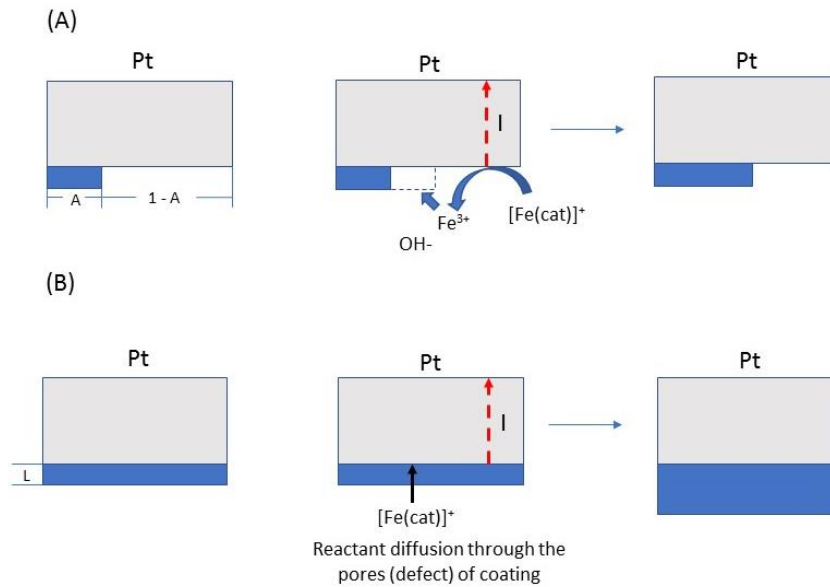 (A)
Pt
Pt
Pt
I
A
1 - A
Fe³⁺
[Fe(cat)]⁺
OH-
(B)
Pt
Pt
Pt
I
L
[Fe(cat)]⁺
Reactant diffusion through the
pores (defect) of coating